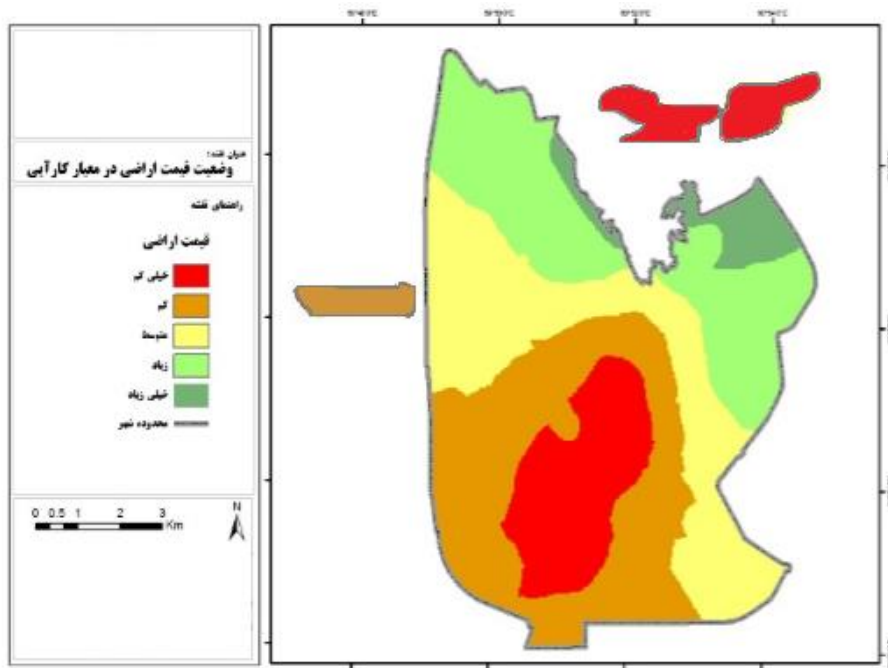 عنوان نقشه:
وضعیت قیمت اراضی در معیار کارآیی
راهنمای نقشه
قیمت اراضی
خیلی کم
کم
متوسط
زیاد
خیلی زیاد
محدوده شهر
0 0.5 1 2 3
Km
N